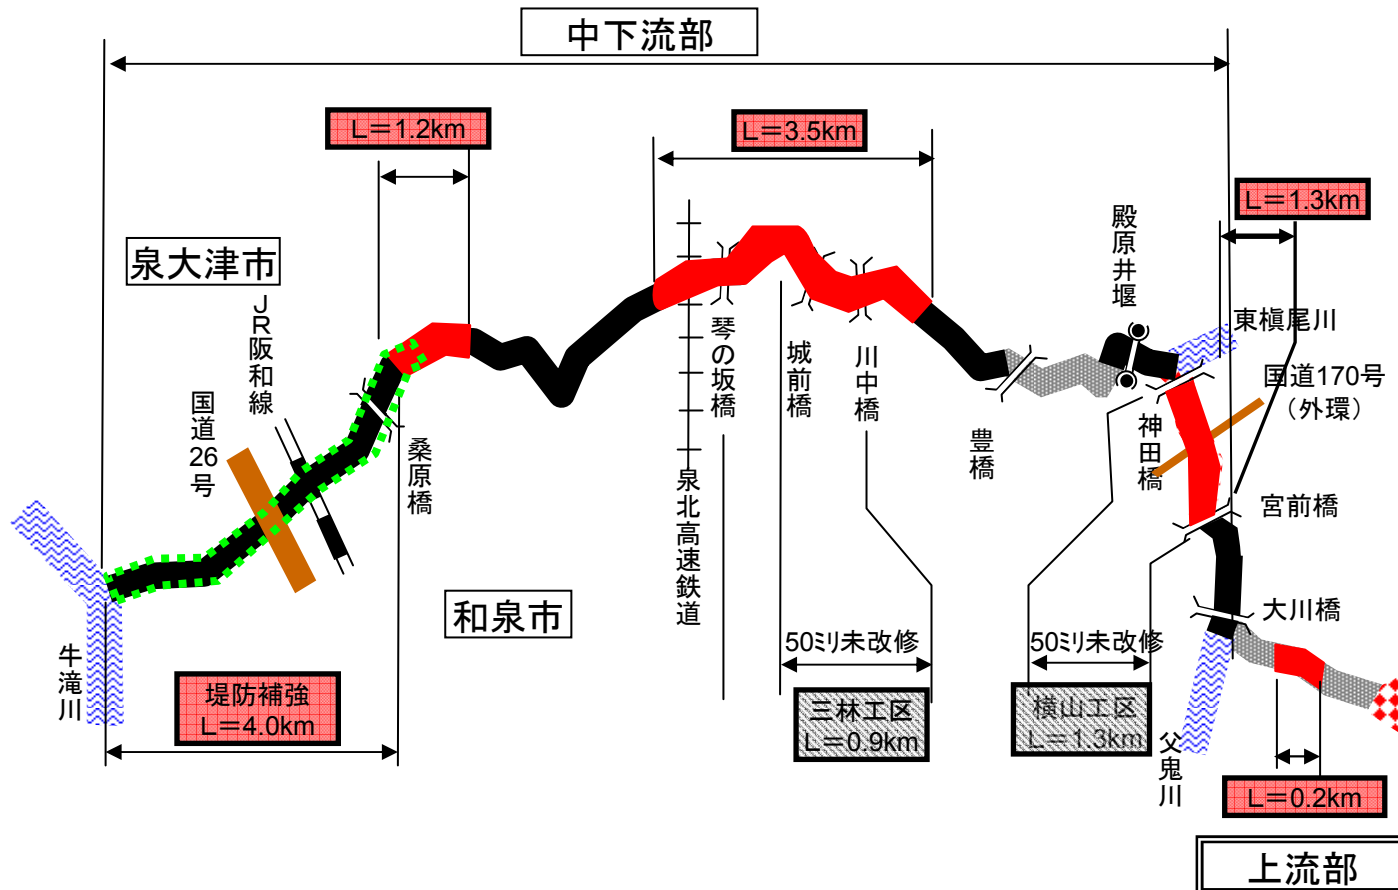 中下流部
L＝1.2km
L＝3.5km
L＝1.3km
泉大津市
殿原井堰
東槇尾川
ＪＲ阪和線
国道26号
琴の坂橋
城前橋
川中橋
国道170号
（外環）
桑原橋
豊橋
神田橋
泉北高速鉄道
宮前橋
和泉市
大川橋
牛滝川
堤防補強
L＝4.0km
50ミリ未改修
三林工区
L＝0.9km
50ミリ未改修
横山工区
L＝1.3km
父鬼川
L＝0.2km
上流部